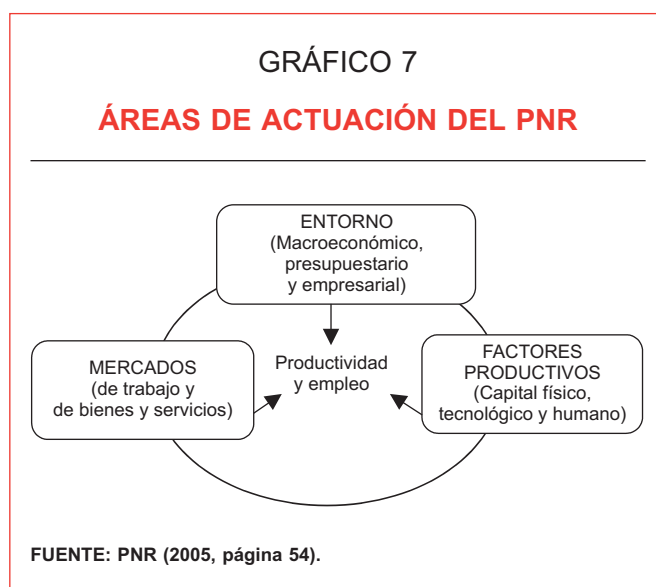 GRÁFICO 7
ÁREAS DE ACTUACIÓN DEL PNR
ENTORNO
(Macroeconómico,
presupuestario
y empresarial)
MERCADOS
(de trabajo y
de bienes y servicios)
Productividad
y empleo
FACTORES
PRODUCTIVOS
(Capital físico,
tecnológico y humano)
FUENTE: PNR (2005, página 54).